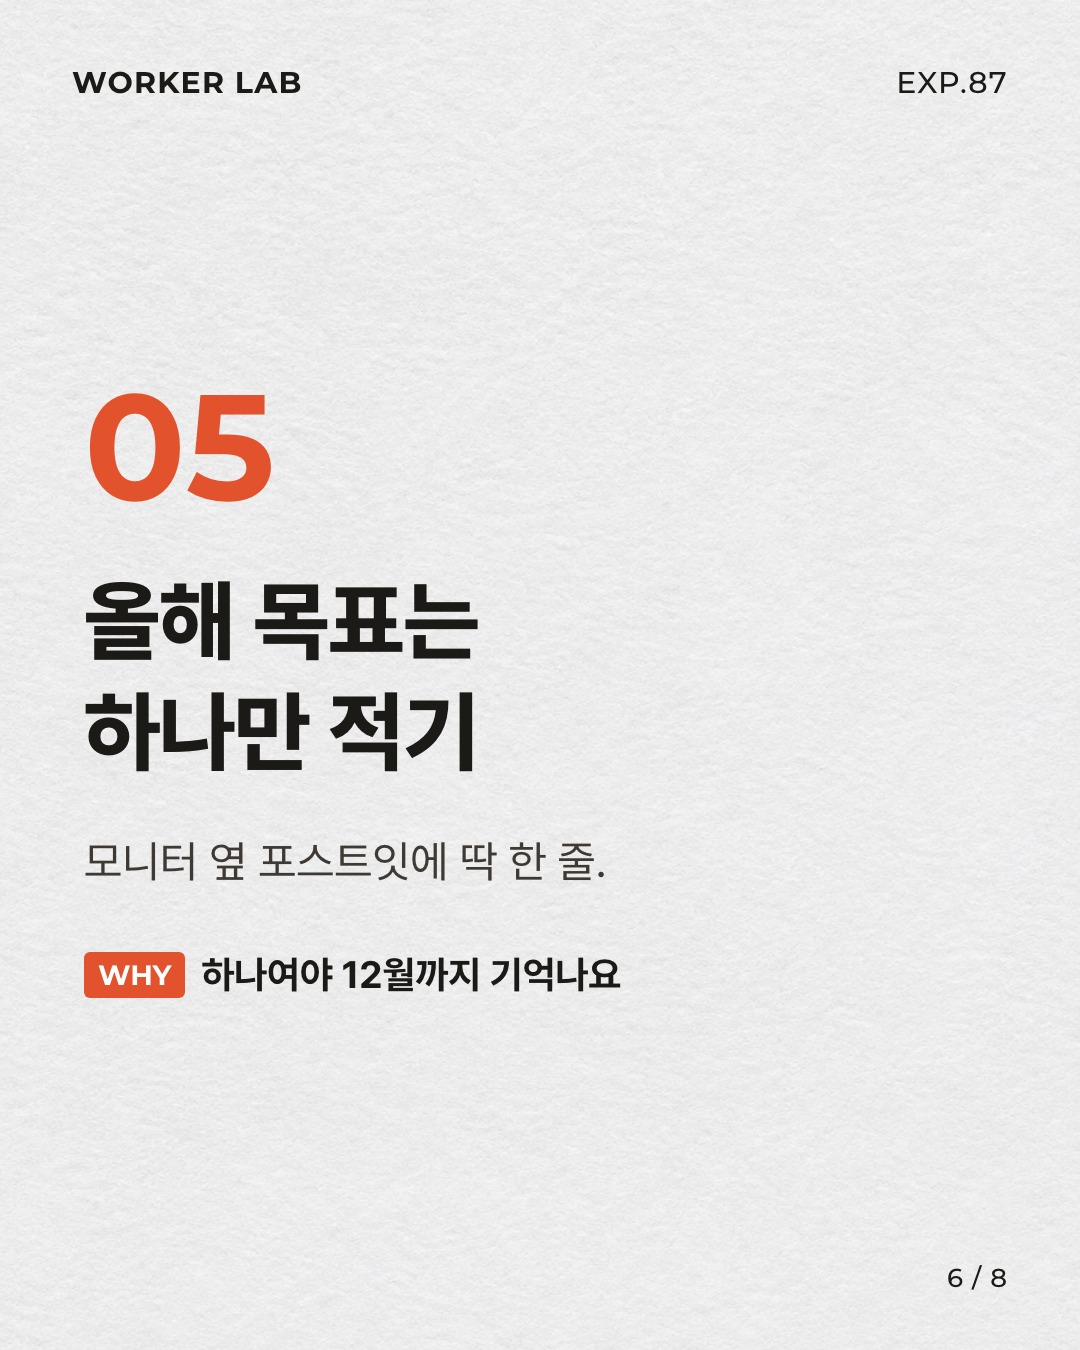 WORKER LAB
EXP.87
05
올해 목표는
하나만 적기
모니터 옆 포스트잇에 딱 한 줄.
WHY 하나여야 12월까지 기억나요
6 / 8